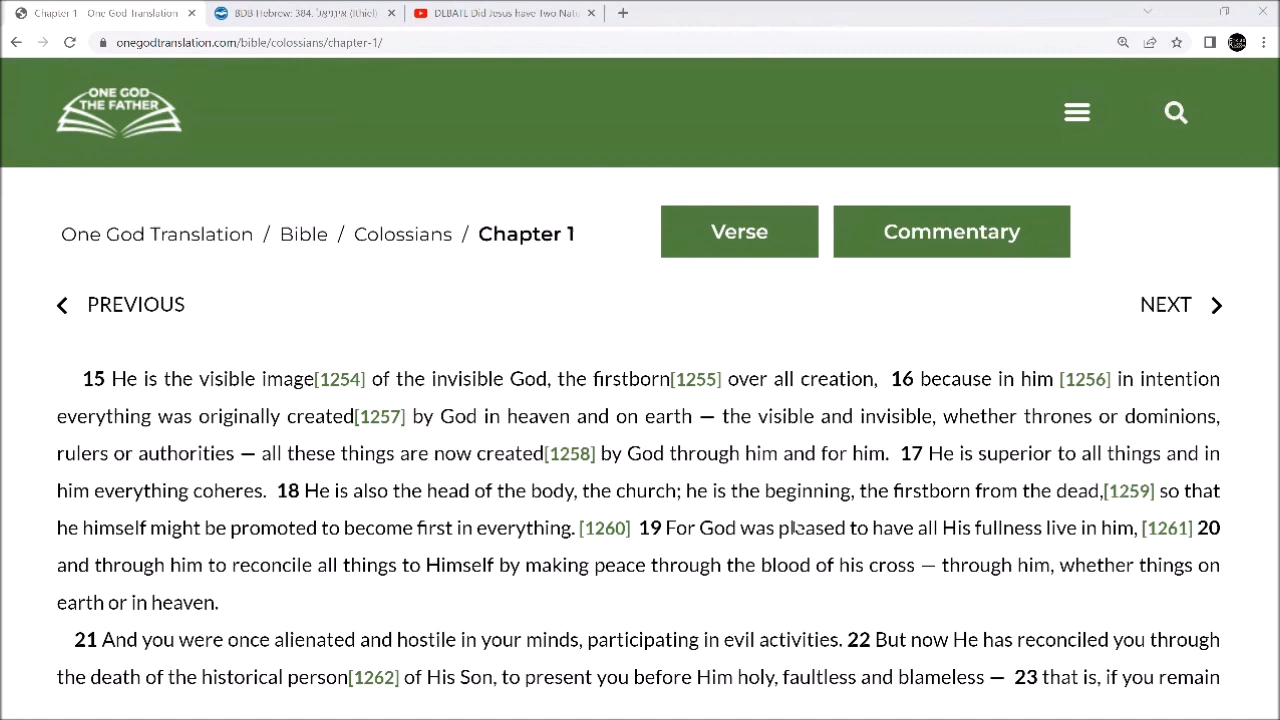 Chapter 1 One God Translation
BDB Hebrew: 384. (Ithiel)
DEBATE Did Jesus have Two Natu
onegodtranslation.com/bible/colossians/chapter-1/
ONE GOD
THE FATHER
One God Translation / Bible / Colossians / Chapter 1
Verse
Commentary
PREVIOUS
NEXT
15 He is the visible image[1254] of the invisible God, the firstborn[1255] over all creation, 16 because in him [1256] in intention
everything was originally created[1257] by God in heaven and on earth — the visible and invisible, whether thrones or dominions,
rulers or authorities — all these things are now created[1258] by God through him and for him. 17 He is superior to all things and in
him everything coheres. 18 He is also the head of the body, the church; he is the beginning, the firstborn from the dead,[1259] so that
he himself might be promoted to become first in everything. [1260] 19 For God was pleased to have all His fullness live in him, [1261] 20
and through him to reconcile all things to Himself by making peace through the blood of his cross — through him, whether things on
earth or in heaven.
21 And you were once alienated and hostile in your minds, participating in evil activities. 22 But now He has reconciled you through
the death of the historical person[1262] of His Son, to present you before Him holy, faultless and blameless — 23 that is, if you remain